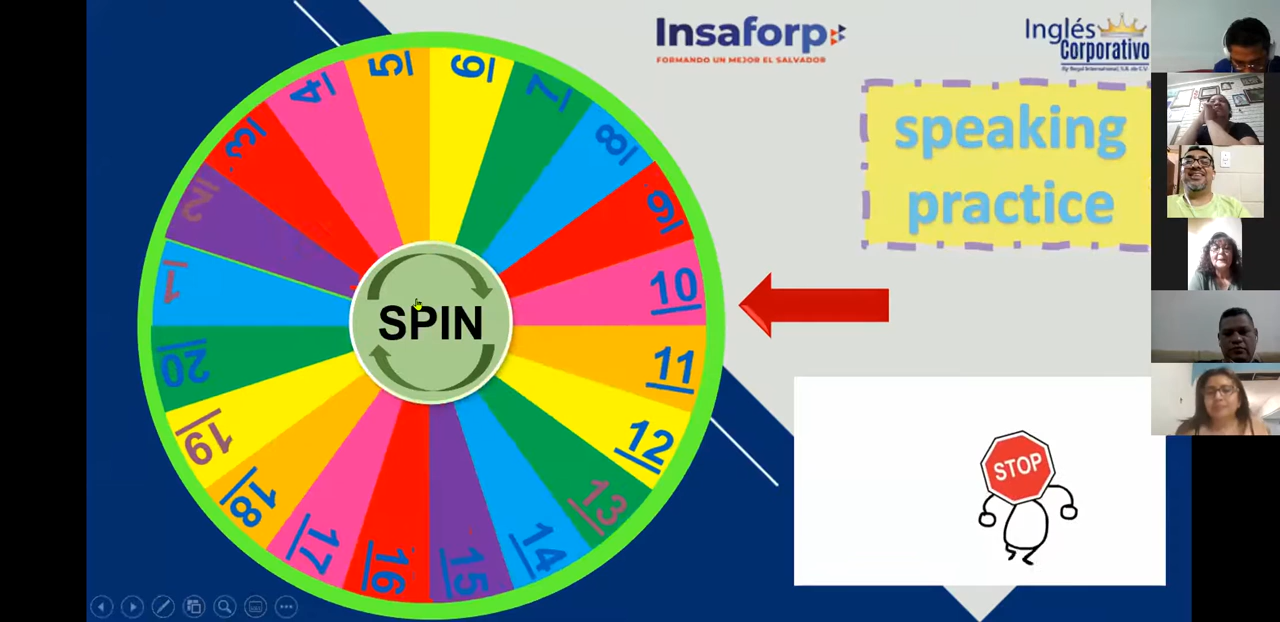 Insaforp
FORMANDO UN MEJOR EL SALVADOR
Inglés
Corporativo
speaking
practice
SPIN
1
2
3
4
5
6
7
8
9
10
11
12
13
14
15
16
17
18
19
20
STOP